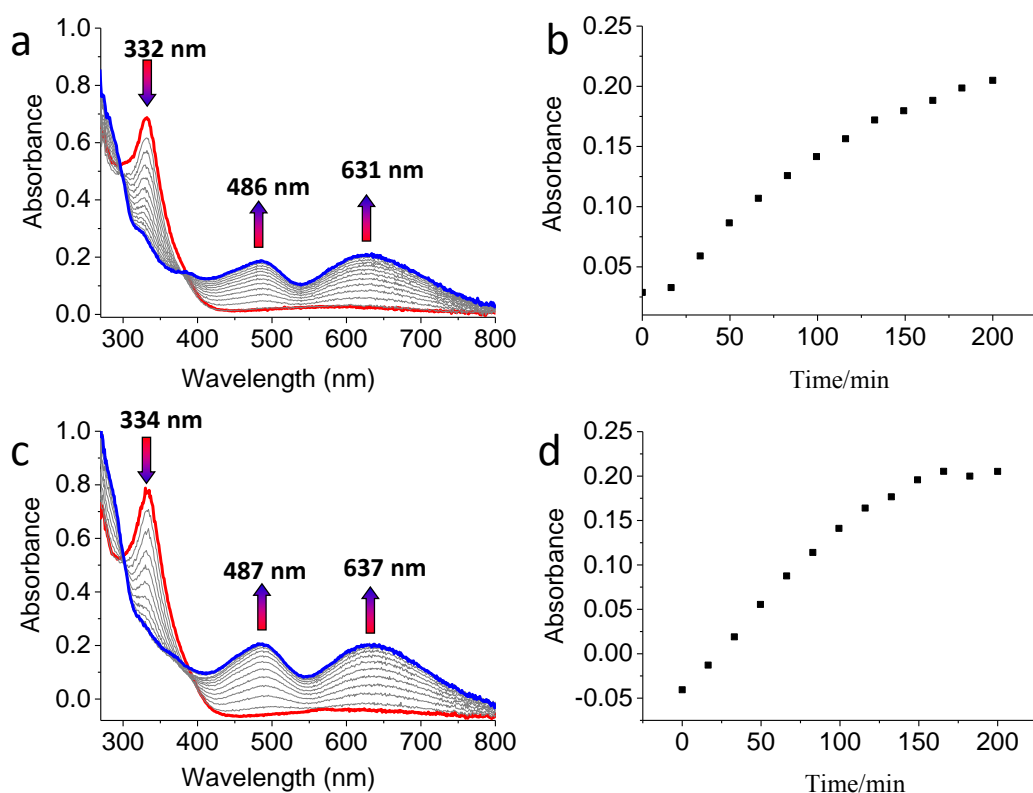 a
332 nm
486 nm
631 nm
Absorbance
1.0
0.8
0.6
0.4
0.2
0.0
300 400 500 600 700 800
Wavelength (nm)
b
Absorbance
0.25
0.20
0.15
0.10
0.05
0 50 100 150 200
Time/min
c
334 nm
487 nm
637 nm
Absorbance
1.0
0.8
0.6
0.4
0.2
0.0
300 400 500 600 700 800
Wavelength (nm)
d
Absorbance
0.25
0.20
0.15
0.10
0.05
0.00
-0.05
0 50 100 150 200
Time/min